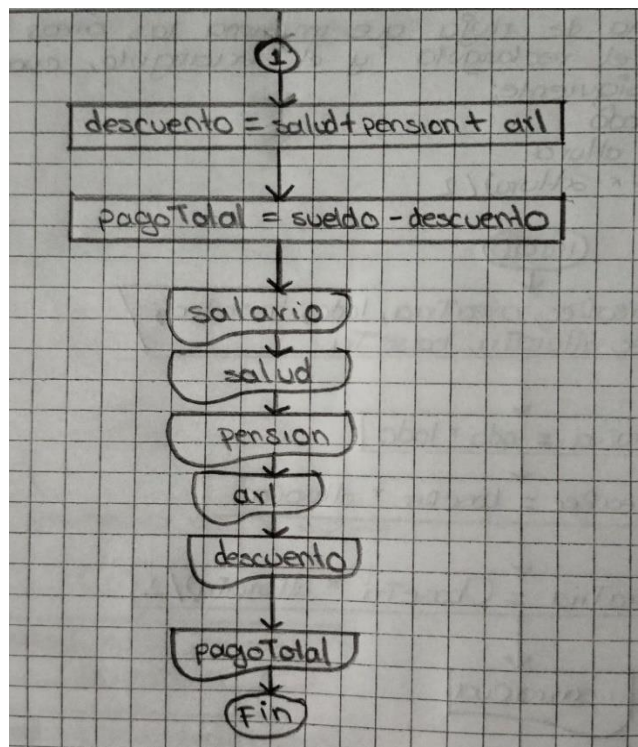 1
descuento = salud + pension + arl
pagoTotal = sueldo - descuento
salario
salud
pension
arl
descuento
pagoTotal
Fin